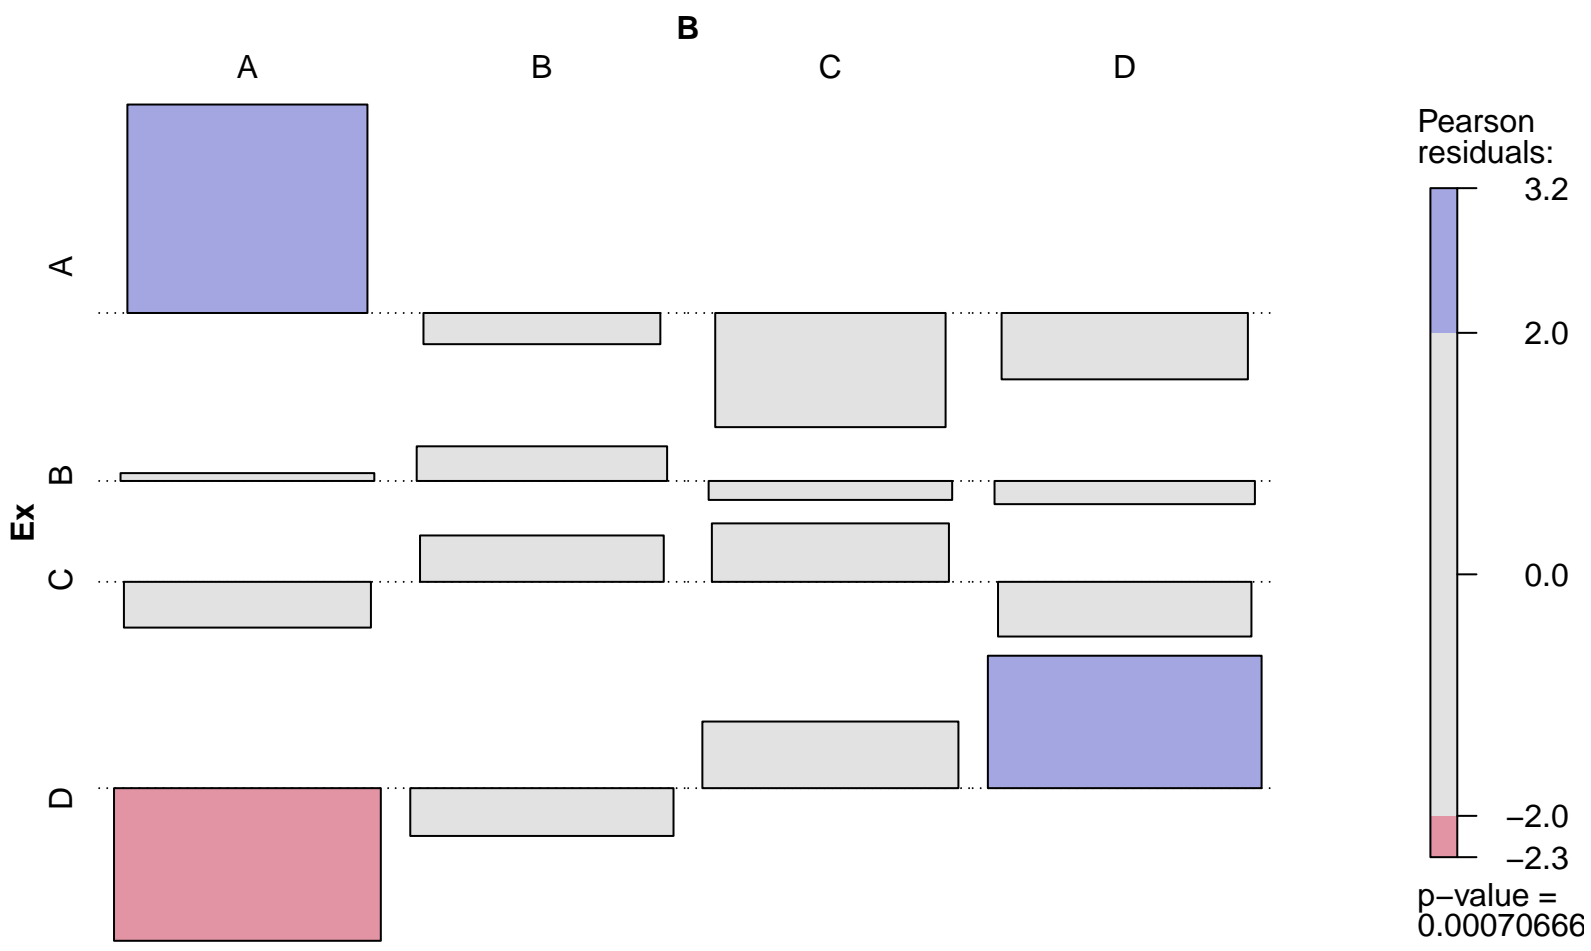 B
A B C D
Ex
A
B
C
D
Pearson
residuals:
3.2
2.0
0.0
−2.0
−2.3
p−value =
0.00070666